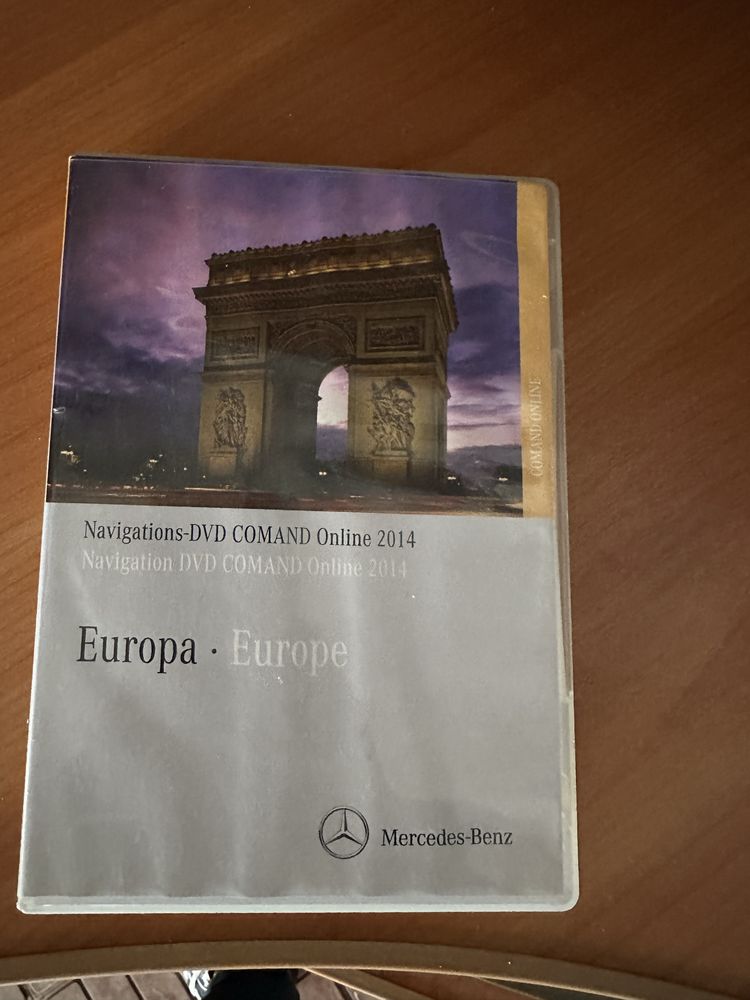 COMAND ONLINE
Navigations-DVD COMAND Online 2014
Navigation DVD COMAND Online 2014
Europa · Europe
Mercedes-Benz